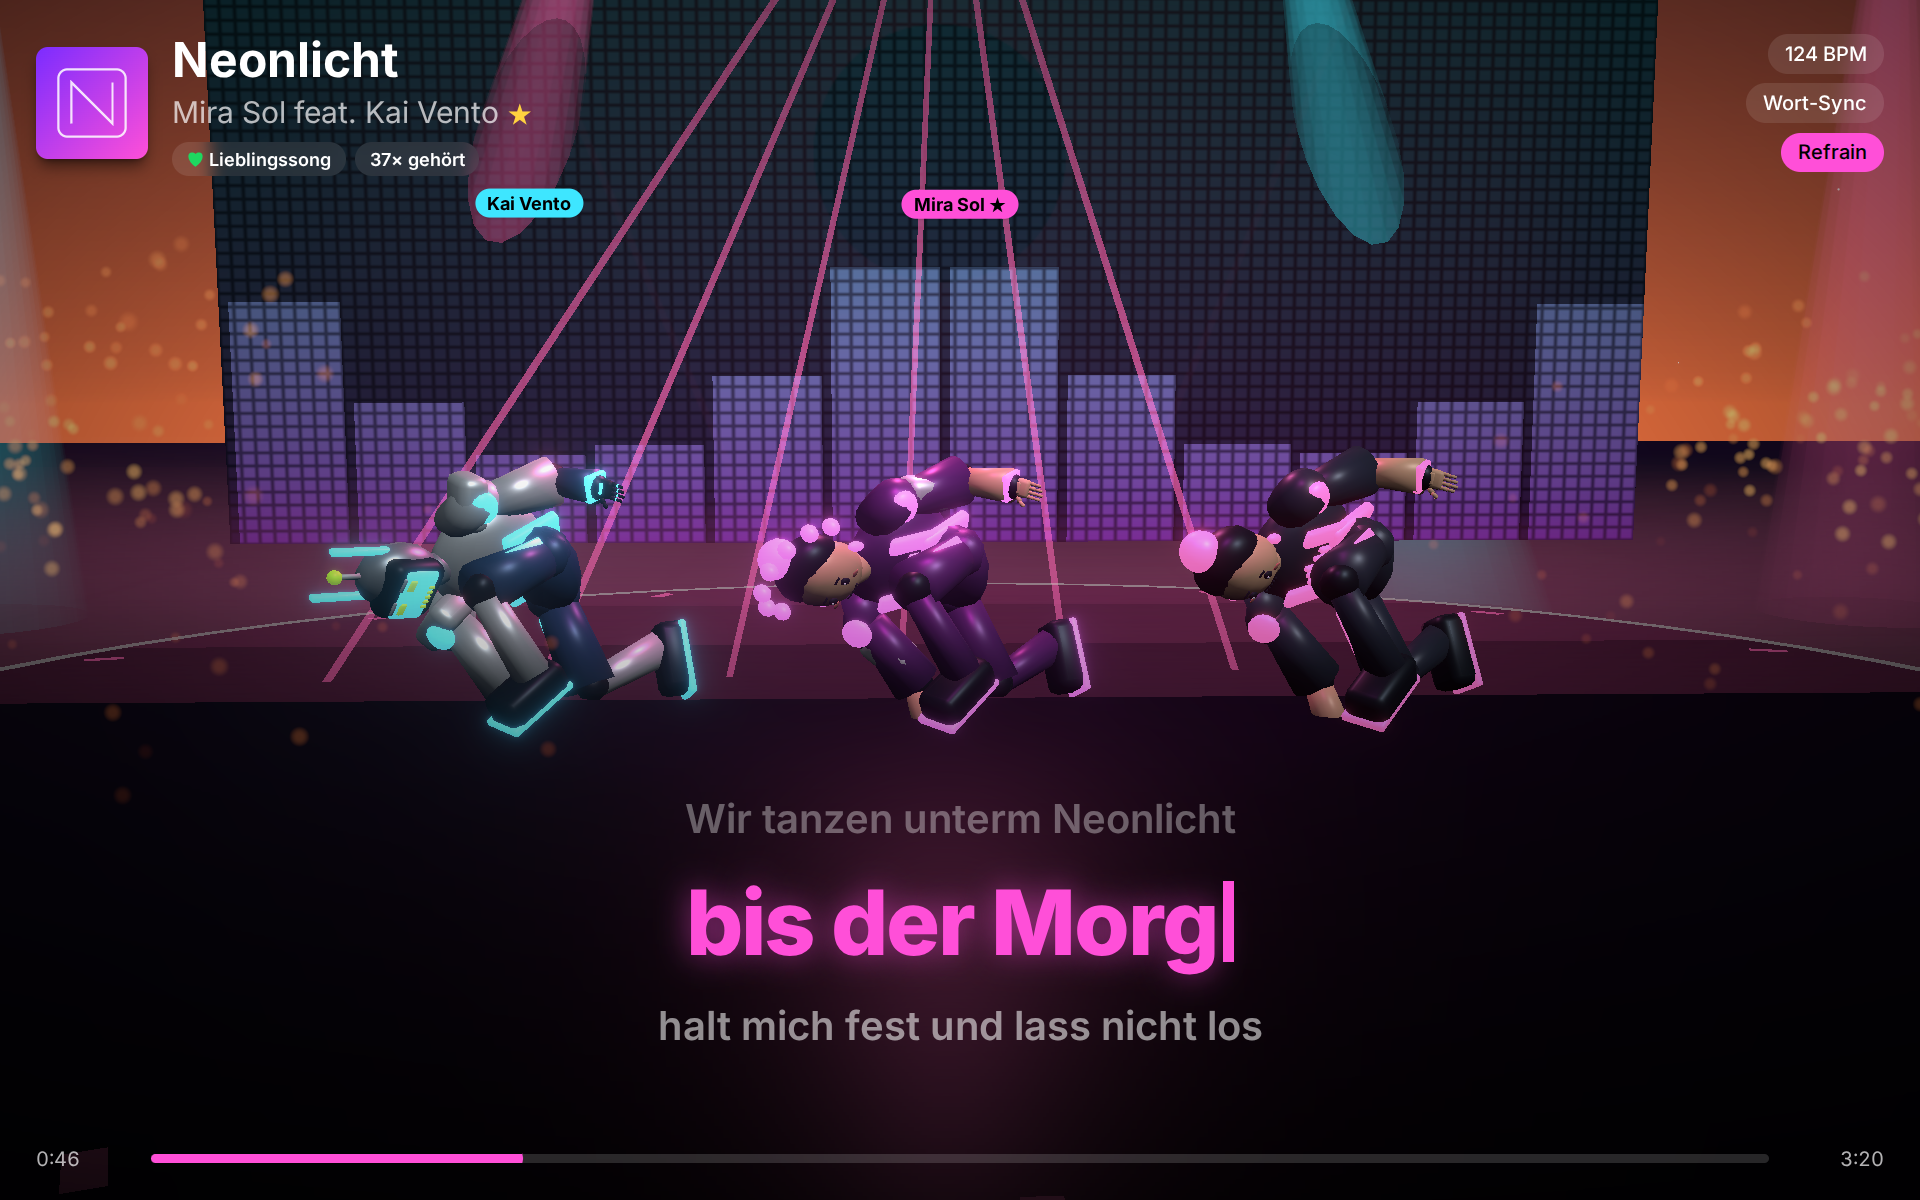 Neonlicht
Mira Sol feat. Kai Vento ★
Lieblingssong
37× gehört
124 BPM
Wort-Sync
Refrain
Kai Vento
Mira Sol ★
Wir tanzen unterm Neonlicht
bis der Morg
halt mich fest und lass nicht los
0:46
3:20